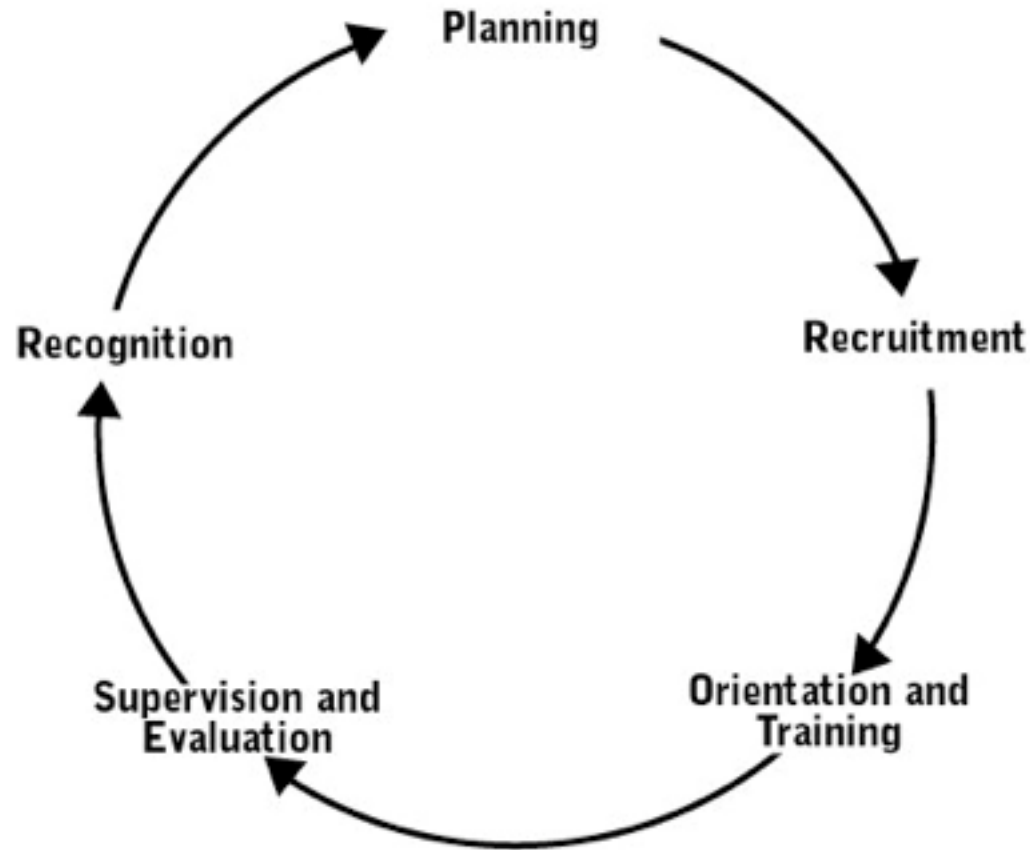 Planning
Recruitment
Orientation and
Training
Supervision and
Evaluation
Recognition